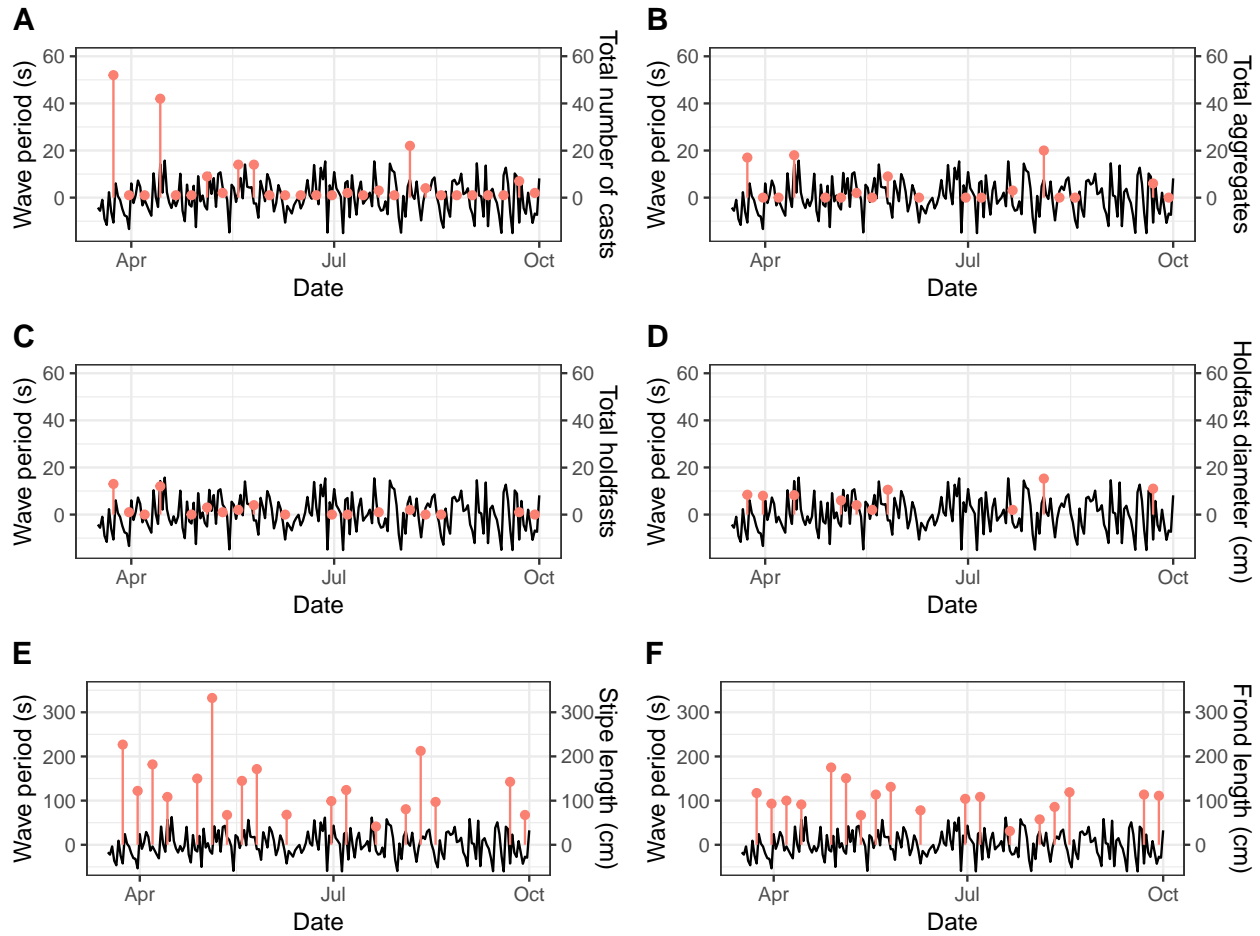 A
Wave period (s)
60
40
20
0
60
40
20
0
Total number of casts
Apr
Jul
Oct
Date
B
Wave period (s)
60
40
20
0
60
40
20
0
Total aggregates
Apr
Jul
Oct
Date
C
Wave period (s)
60
40
20
0
60
40
20
0
Total holdfasts
Apr
Jul
Oct
Date
D
Wave period (s)
60
40
20
0
60
40
20
0
Holdfast diameter (cm)
Apr
Jul
Oct
Date
E
Wave period (s)
300
200
100
0
300
200
100
0
Stipe length (cm)
Apr
Jul
Oct
Date
F
Wave period (s)
300
200
100
0
300
200
100
0
Frond length (cm)
Apr
Jul
Oct
Date